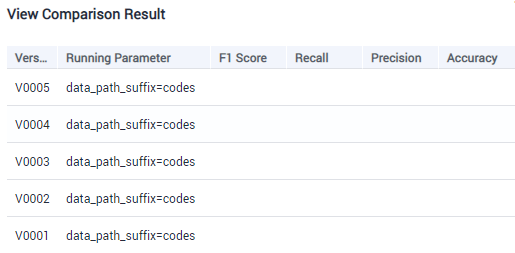 View Comparison Result
Vers... Running Parameter F1 Score Recall Precision Accuracy
V0005 data_path_suffix=codes
V0004 data_path_suffix=codes
V0003 data_path_suffix=codes
V0002 data_path_suffix=codes
V0001 data_path_suffix=codes